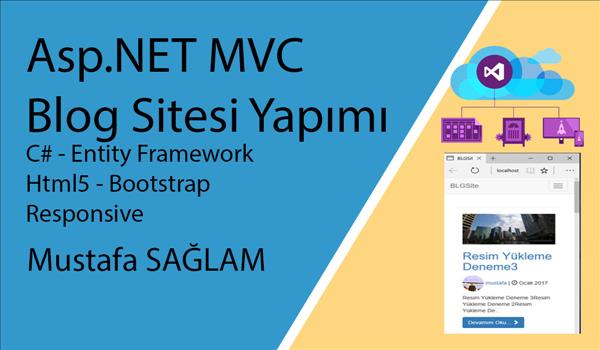 Asp.NET MVC
Blog Sitesi Yapımı
C# - Entity Framework
Html5 - Bootstrap
Responsive
Mustafa SAĞLAM
BLGSit
localhost
BLGSite
Resim Yükleme
Deneme3
mustafa | Ocak 2017
Resim Yükleme Deneme 3Resim
Yükleme Deneme 2Resim
Yükleme De...
Devamını Oku..